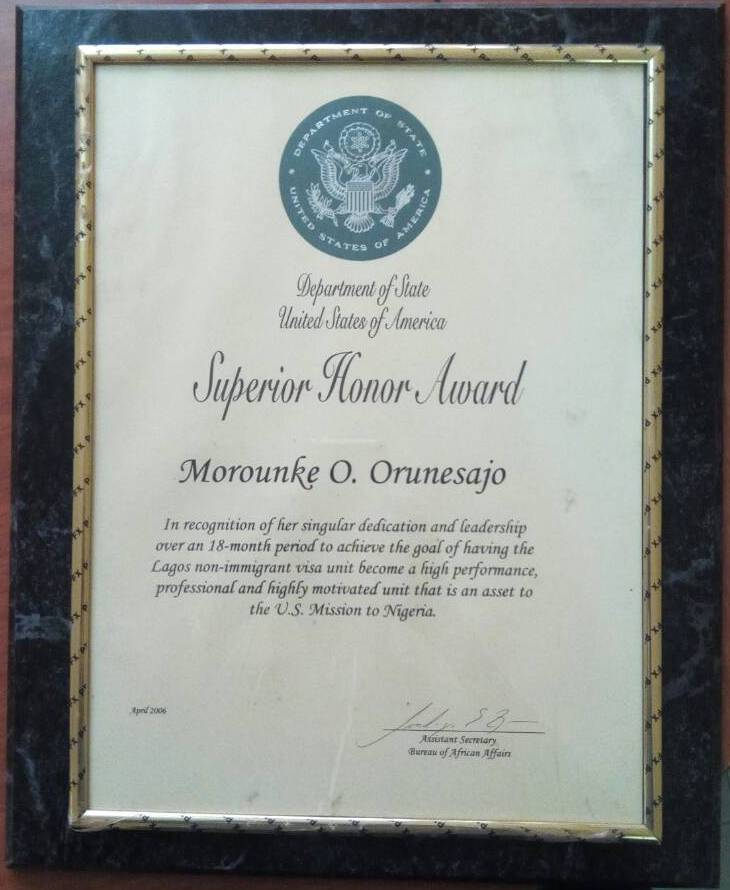 DEPARTMENT OF STATE
UNITED STATES OF AMERICA
Department of State
United States of America
Superior Honor Award
Morounke O. Orunesajo
In recognition of her singular dedication and leadership
over an 18-month period to achieve the goal of having the
Lagos non-immigrant visa unit become a high performance,
professional and highly motivated unit that is an asset to
the U.S. Mission to Nigeria.
April 2006
Assistant Secretary
Bureau of African Affairs